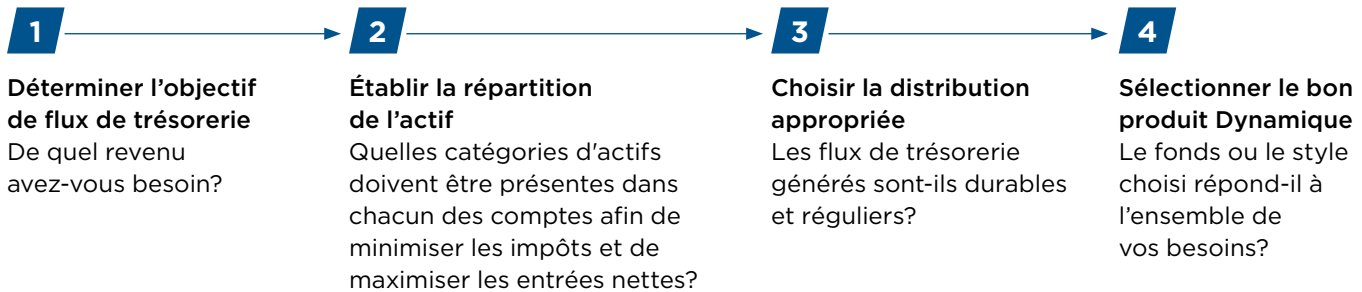 1
Déterminer l’objectif
de flux de trésorerie
De quel revenu
avez-vous besoin?
2
Établir la répartition
de l’actif
Quelles catégories d'actifs
doivent être présentes dans
chacun des comptes afin de
minimiser les impôts et de
maximiser les entrées nettes?
3
Choisir la distribution
appropriée
Les flux de trésorerie
générés sont-ils durables
et réguliers?
4
Sélectionner le bon
produit Dynamique
Le fonds ou le style
choisi répond-il à
l’ensemble de
vos besoins?